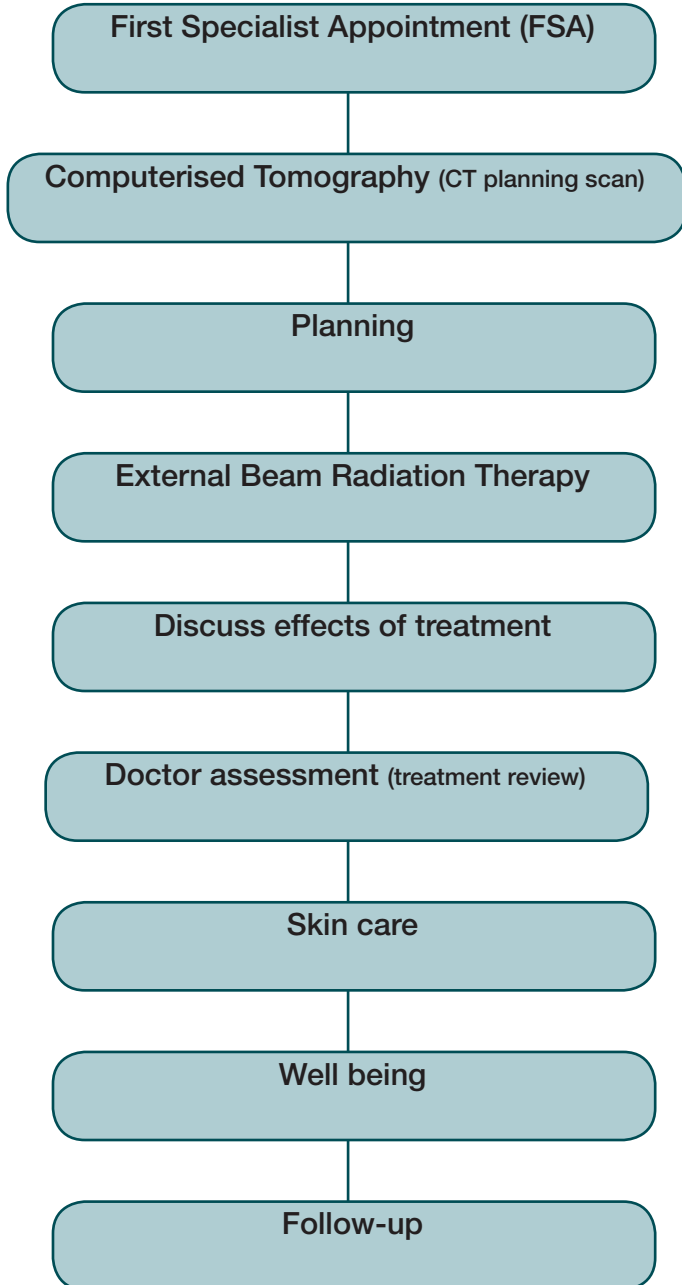 First Specialist Appointment (FSA)
Computerised Tomography (CT planning scan)
Planning
External Beam Radiation Therapy
Discuss effects of treatment
Doctor assessment (treatment review)
Skin care
Well being
Follow-up